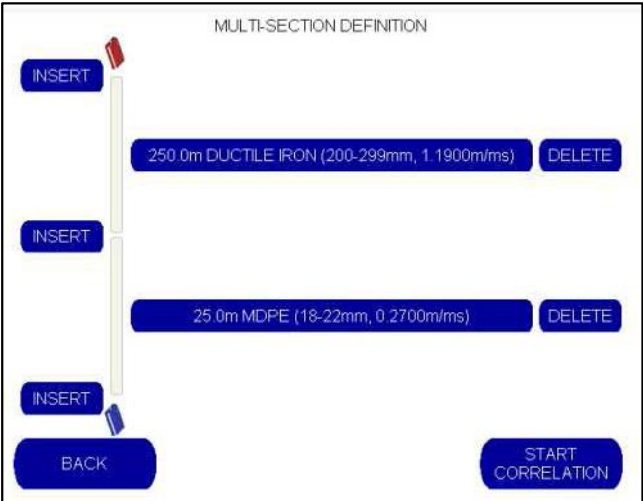 MULTI-SECTION DEFINITION
INSERT
250.0m DUCTILE IRON (200-299mm, 1.1900m/ms)
DELETE
INSERT
25.0m MDPE (18-22mm, 0.2700m/ms)
DELETE
INSERT
BACK
START
CORRELATION